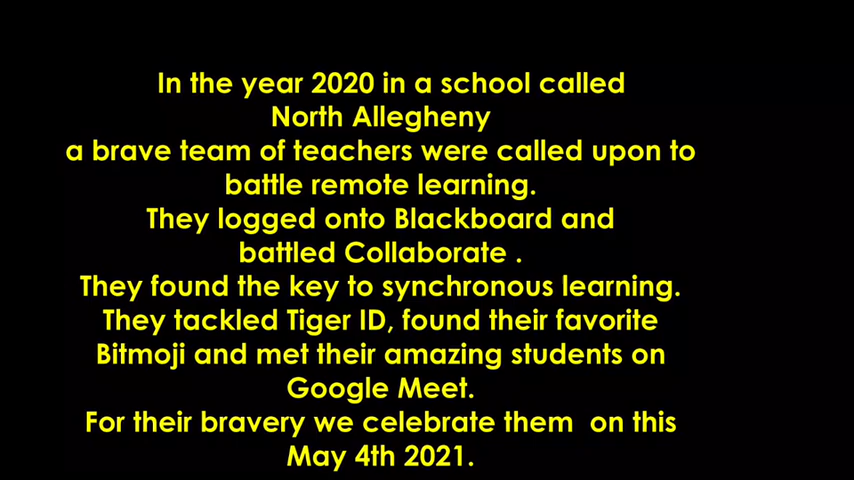 In the year 2020 in a school called
North Allegheny
a brave team of teachers were called upon to
battle remote learning.
They logged onto Blackboard and
battled Collaborate .
They found the key to synchronous learning.
They tackled Tiger ID, found their favorite
Bitmoji and met their amazing students on
Google Meet.
For their bravery we celebrate them  on this
May 4th 2021.